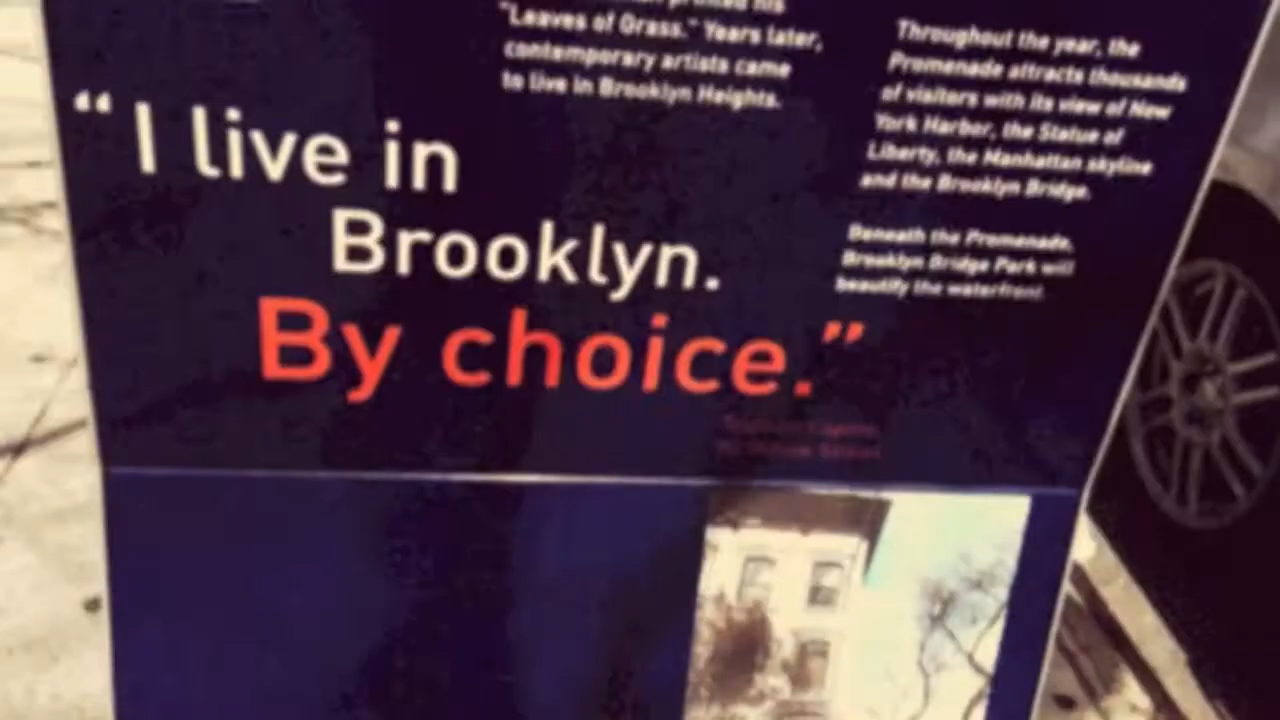 printed his
"Leaves of Grass." Years later,
contemporary artists came
to live in Brooklyn Heights.
Throughout the year, the
Promenade attracts thousands
of visitors with its view of New
York Harbor, the Statue of
Liberty, the Manhattan skyline
and the Brooklyn Bridge.
Beneath the Promenade,
Brooklyn Bridge Park will
beautify the waterfront.
“ I live in
Brooklyn.
By choice.”